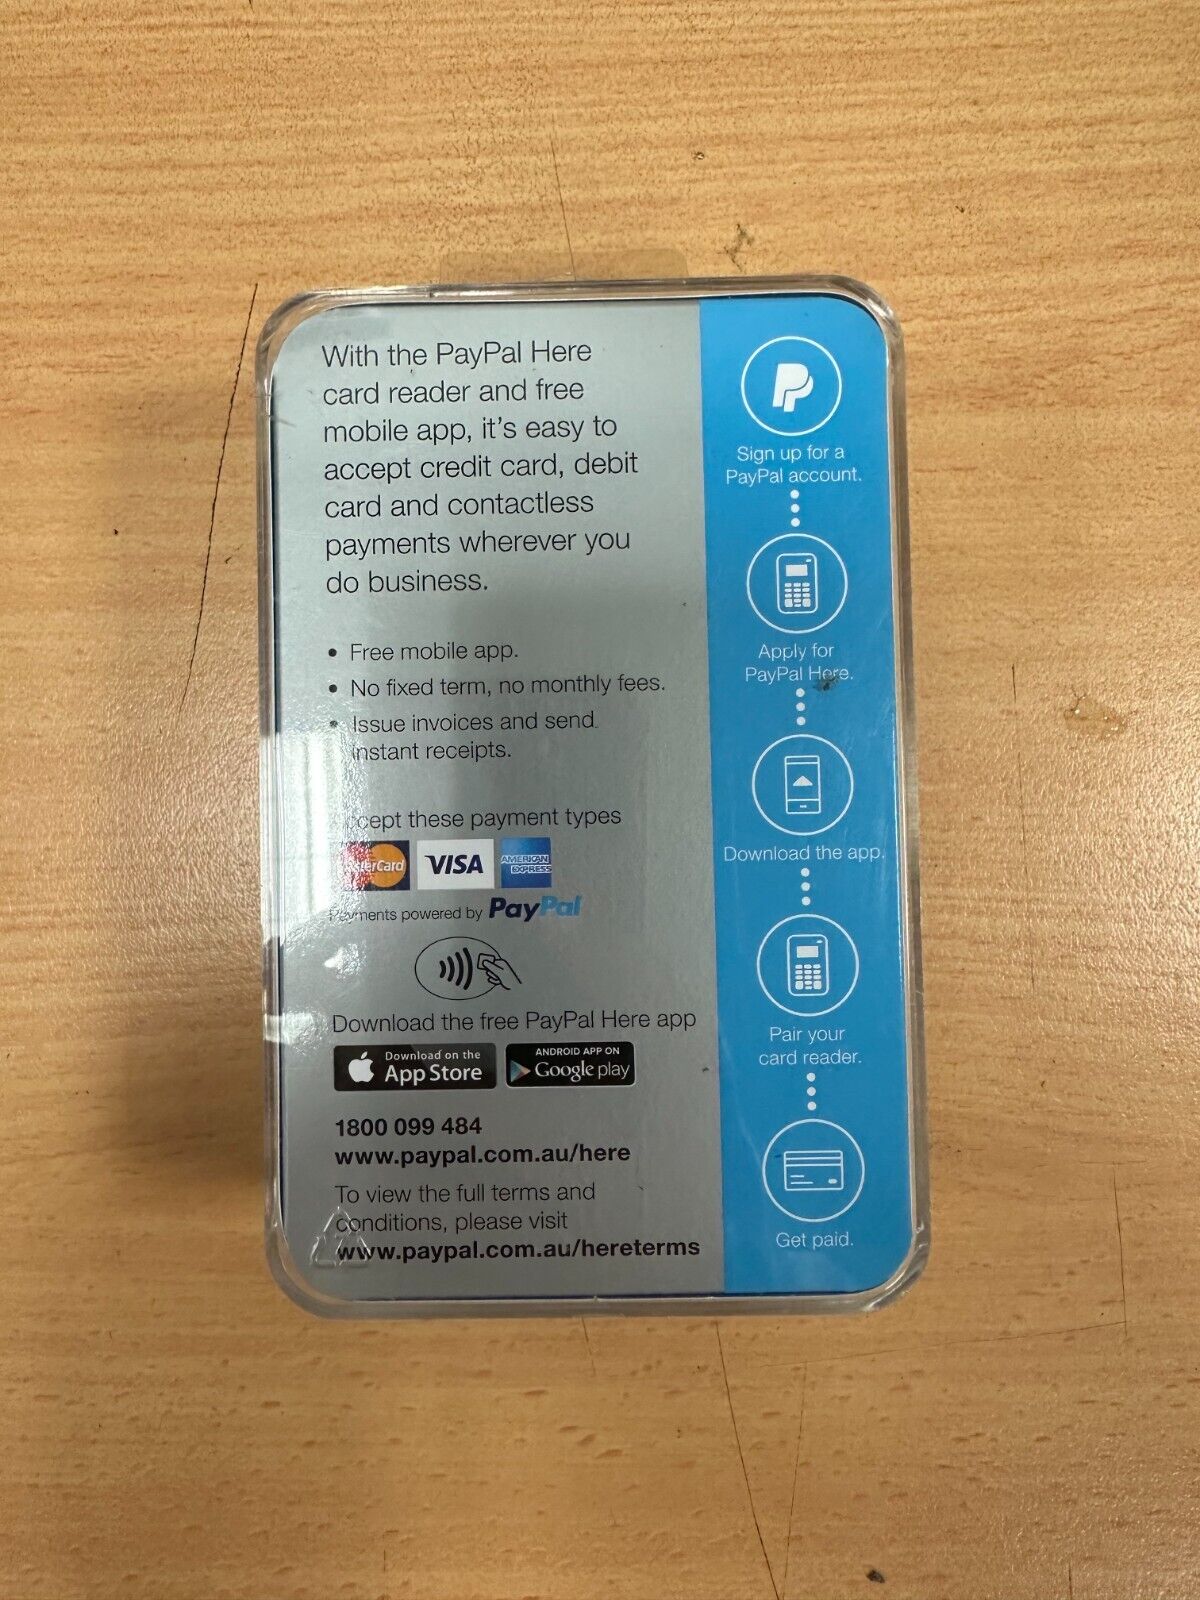 With the PayPal Here
card reader and free
mobile app, it's easy to
accept credit card, debit
card and contactless
payments wherever you
do business.
• Free mobile app.
• No fixed term, no monthly fees.
• Issue invoices and send
instant receipts.
Accept these payment types
MasterCard VISA AMERICAN EXPRESS
Payments powered by PayPal
Download the free PayPal Here app
Download on the
App Store
ANDROID APP ON
Google play
1800 099 484
www.paypal.com.au/here
To view the full terms and
conditions, please visit
www.paypal.com.au/hereterms
Sign up for a
PayPal account.
Apply for
PayPal Here.
Download the app.
Pair your
card reader.
Get paid.